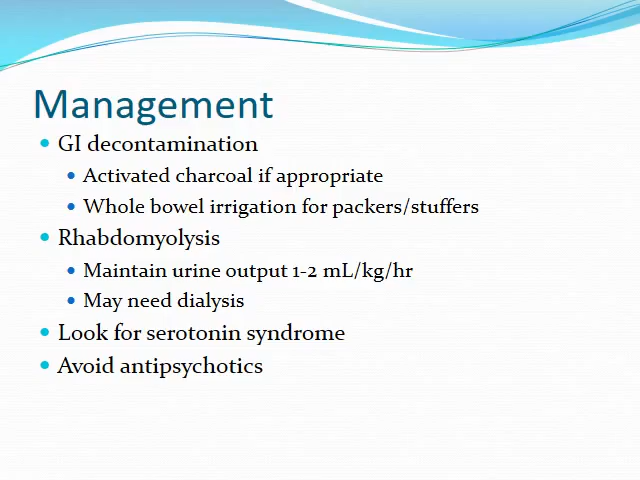 Management
GI decontamination
Activated charcoal if appropriate
Whole bowel irrigation for packers/stuffers
Rhabdomyolysis
Maintain urine output 1-2 mL/kg/hr
May need dialysis
Look for serotonin syndrome
Avoid antipsychotics